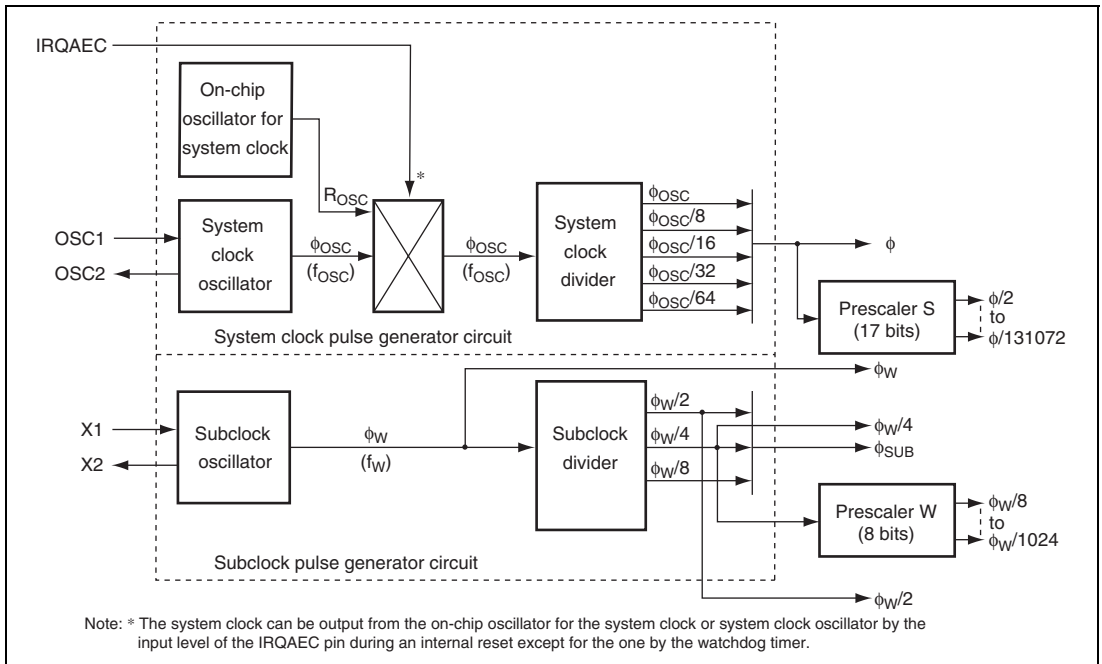 IRQAEC
On-chip
oscillator for
system clock
*
ROSC
OSC1
OSC2
System
clock
oscillator
ϕOSC
(fOSC)
ϕOSC
(fOSC)
System
clock
divider
ϕOSC
ϕOSC/8
ϕOSC/16
ϕOSC/32
ϕOSC/64
ϕ
Prescaler S
(17 bits)
ϕ/2
to
ϕ/131072
System clock pulse generator circuit
ϕW
X1
X2
Subclock
oscillator
ϕW
(fW)
Subclock
divider
ϕW/2
ϕW/4
ϕW/8
ϕW/4
ϕSUB
Prescaler W
(8 bits)
ϕW/8
to
ϕW/1024
Subclock pulse generator circuit
ϕW/2
Note: * The system clock can be output from the on-chip oscillator for the system clock or system clock oscillator by the
input level of the IRQAEC pin during an internal reset except for the one by the watchdog timer.